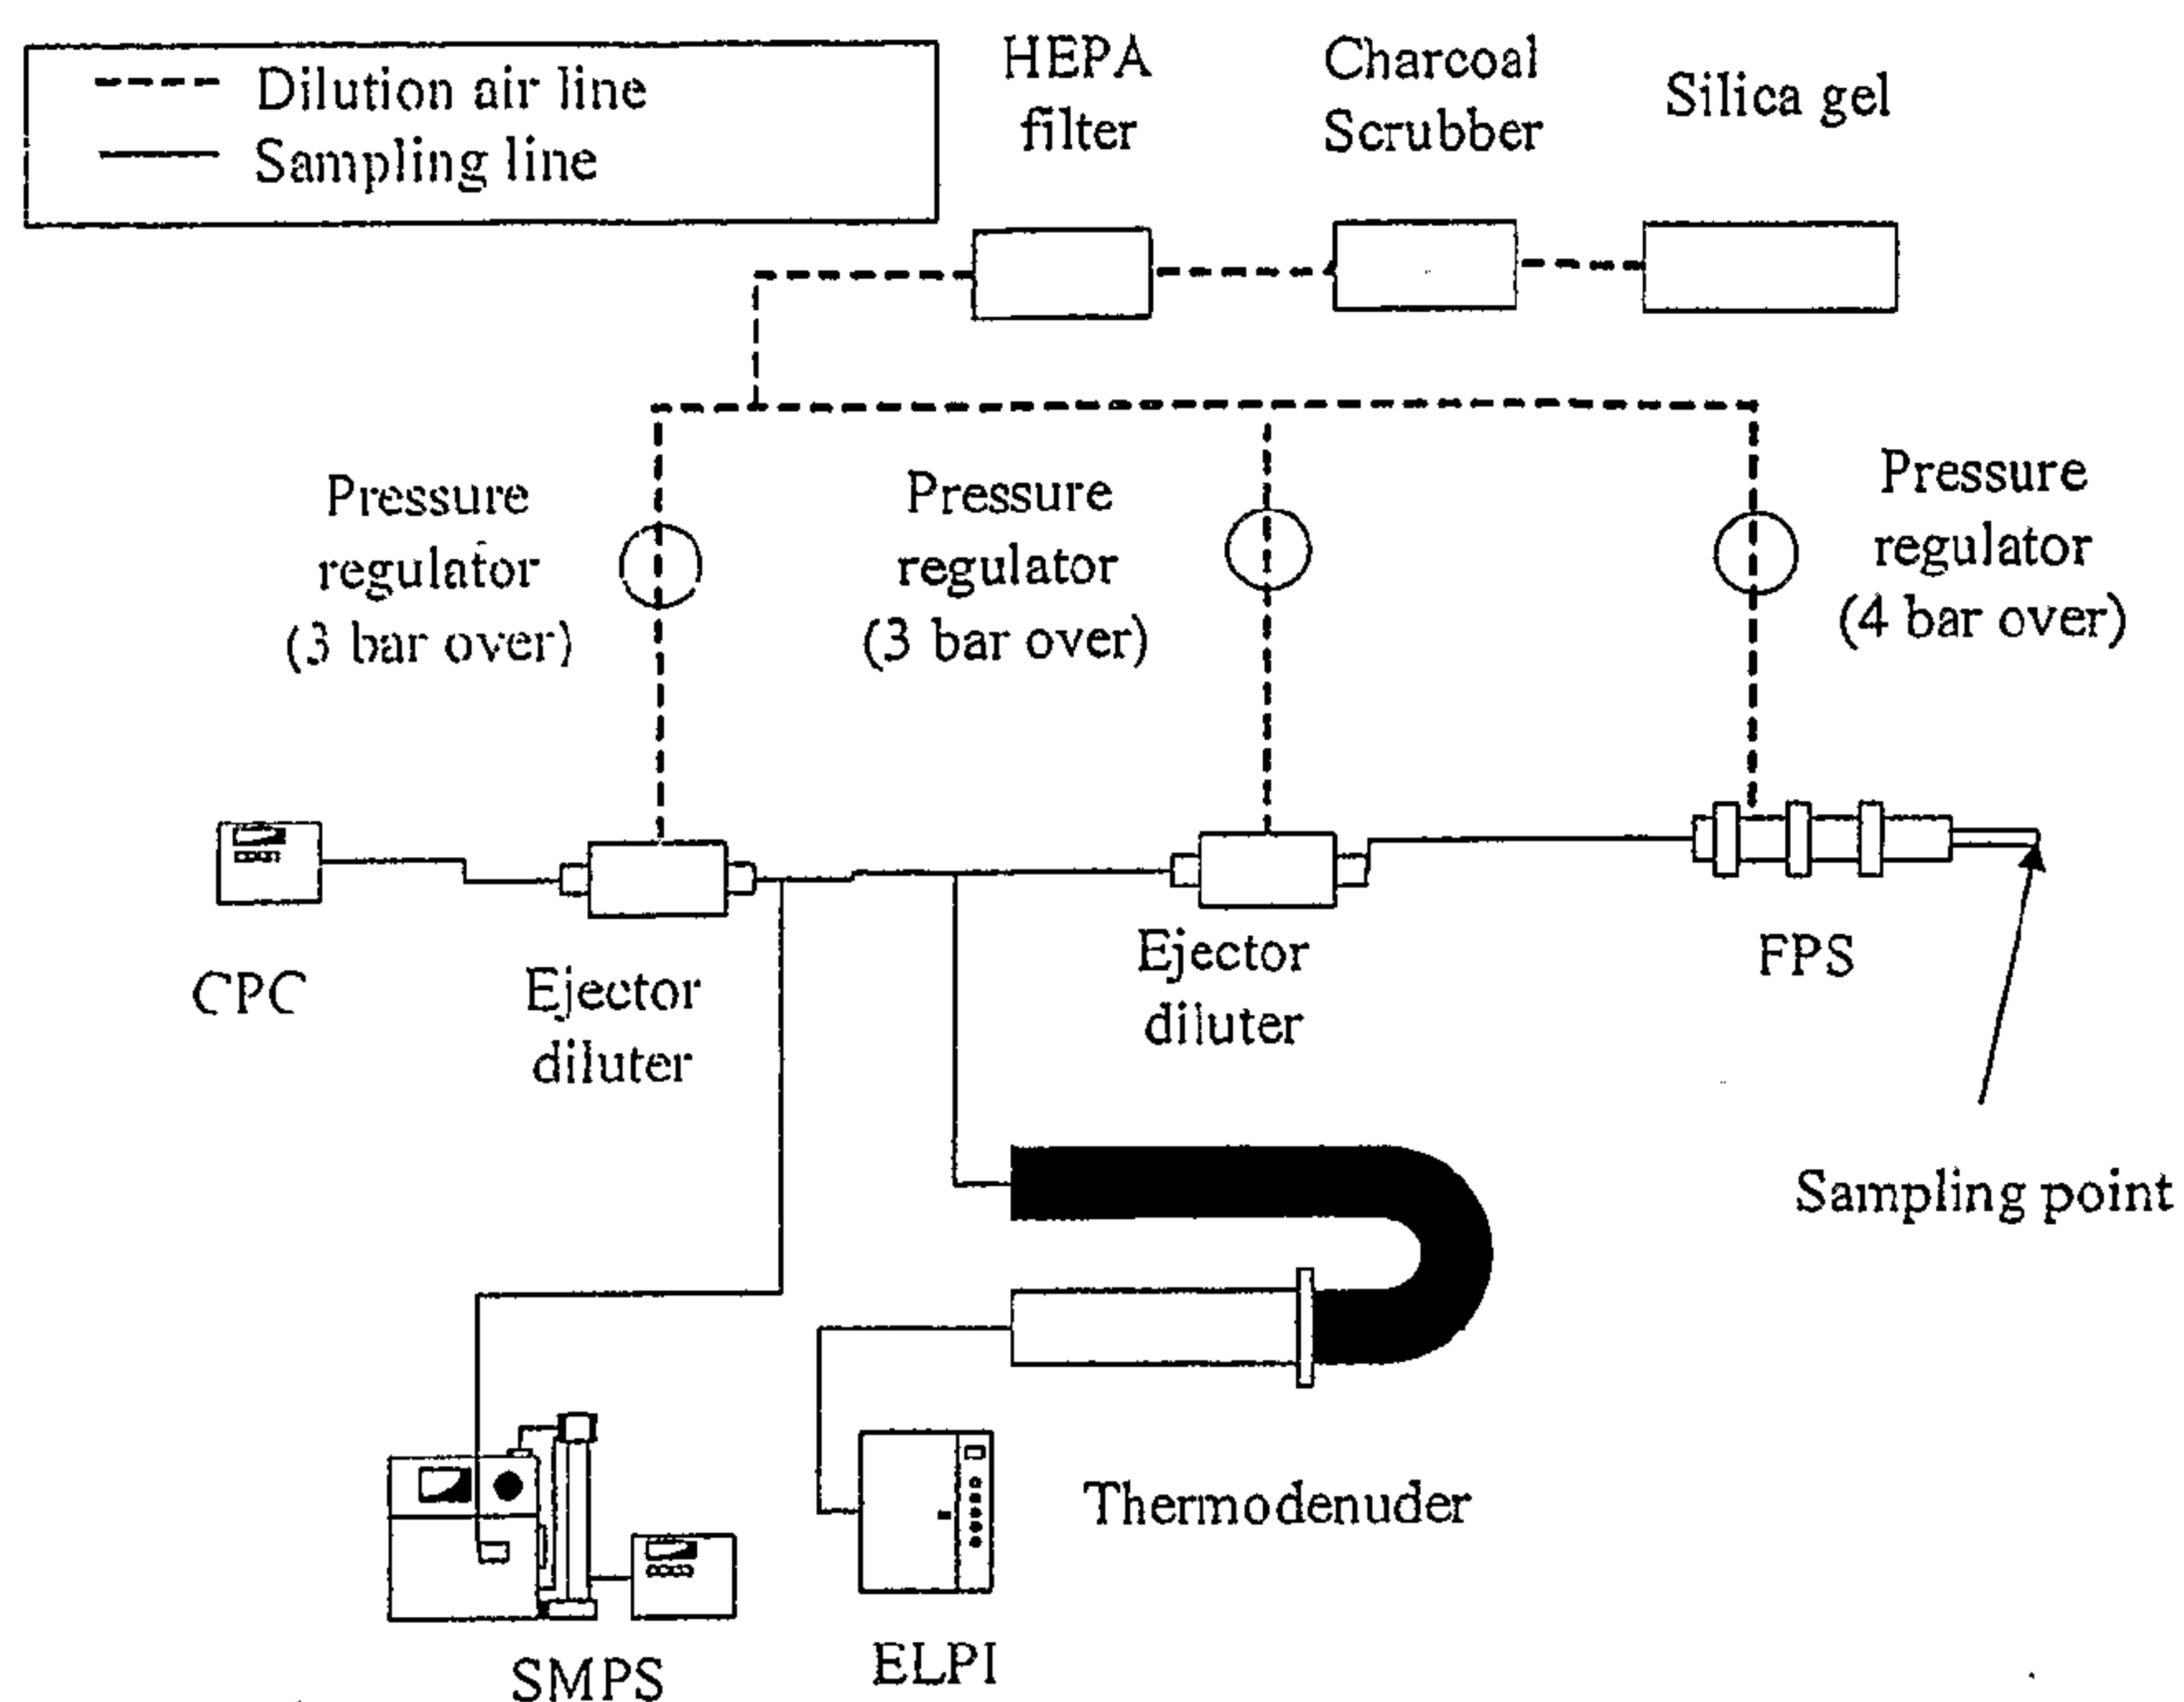 Dilution air line
Sampling line
HEPA
filter
Charcoal
Scrubber
Silica gel
Pressure
regulator
(3 bar over)
Pressure
regulator
(3 bar over)
Pressure
regulator
(4 bar over)
CPC
Ejector
diluter
Ejector
diluter
FPS
Sampling point
Thermodenuder
SMPS
ELPI